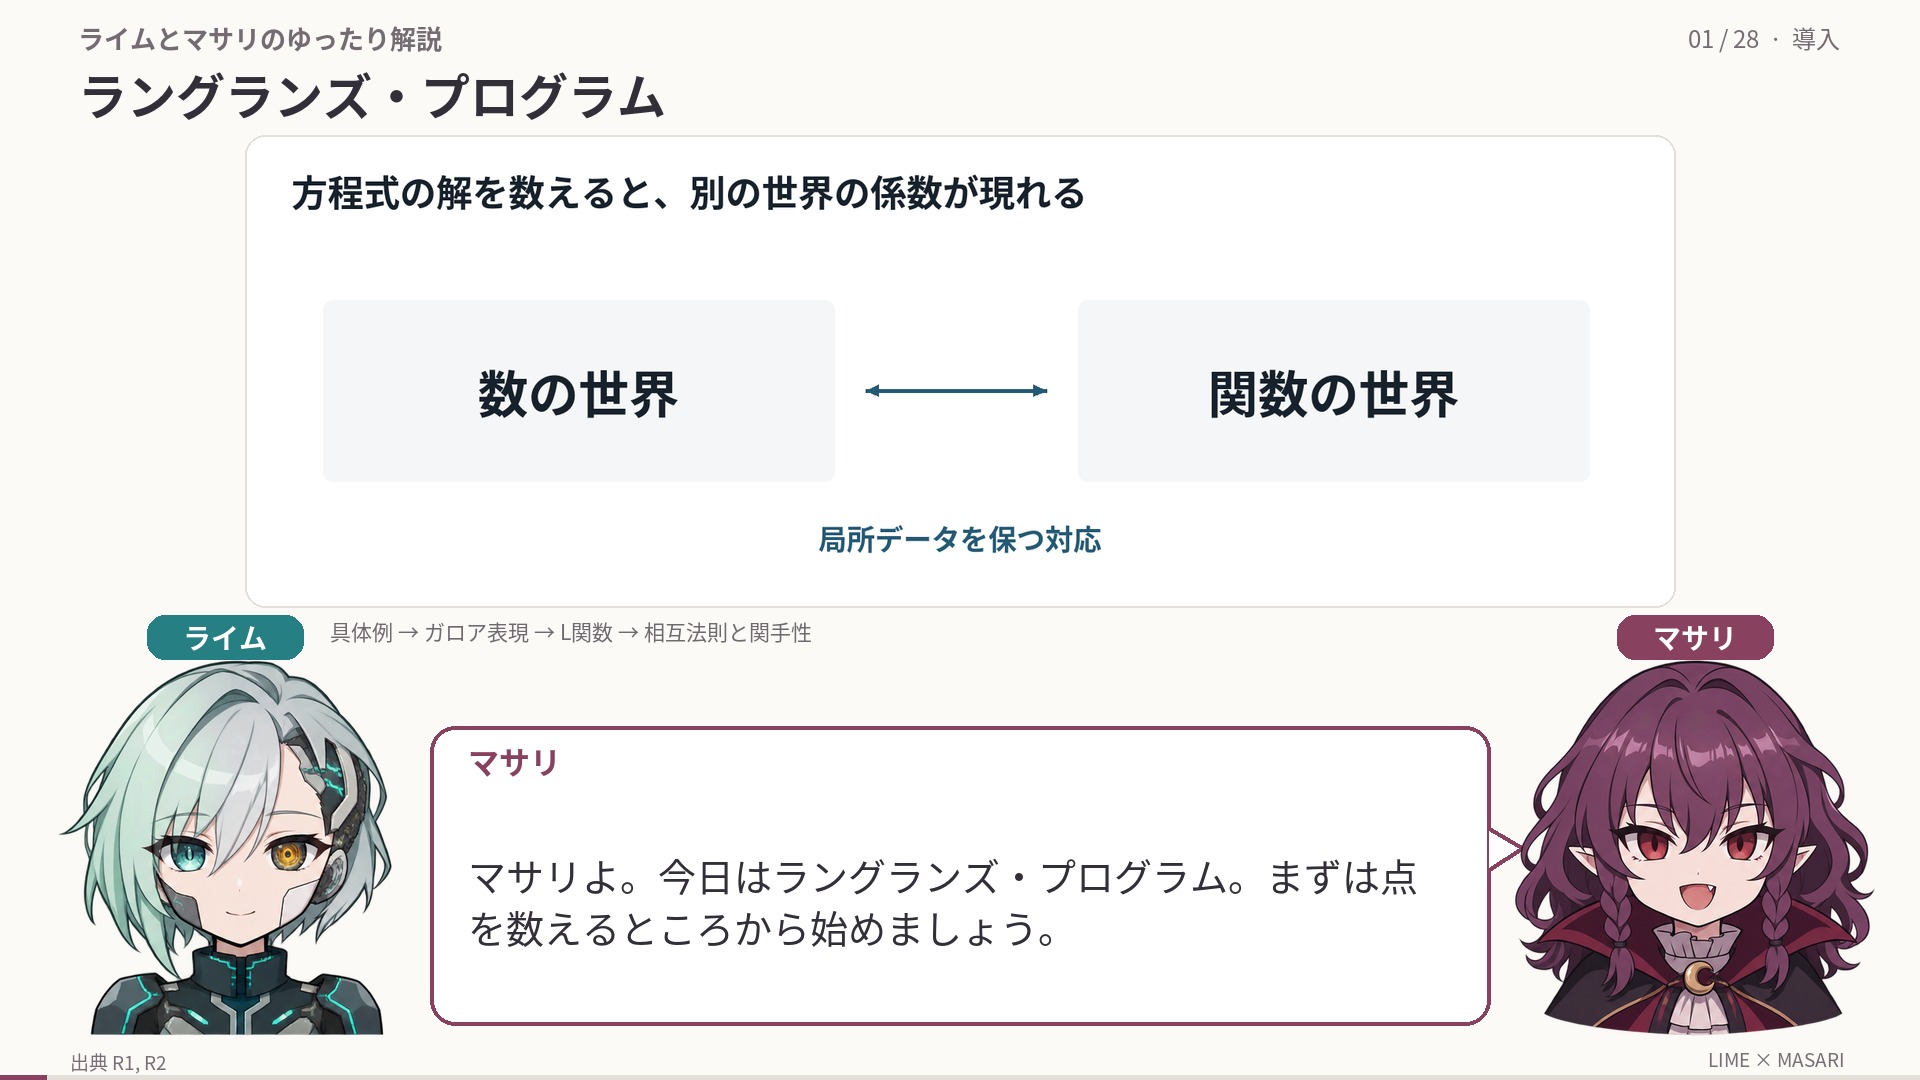 ライムとマサリのゆったり解説
01 / 28 · 導入
ラングランズ・プログラム
方程式の解を数えると、別の世界の係数が現れる
数の世界
関数の世界
局所データを保つ対応
ライム
具体例 → ガロア表現 → L関数 → 相互法則と関手性
マサリ
マサリ
マサリよ。今日はラングランズ・プログラム。まずは点
を数えるところから始めましょう。
出典 R1, R2
LIME × MASARI